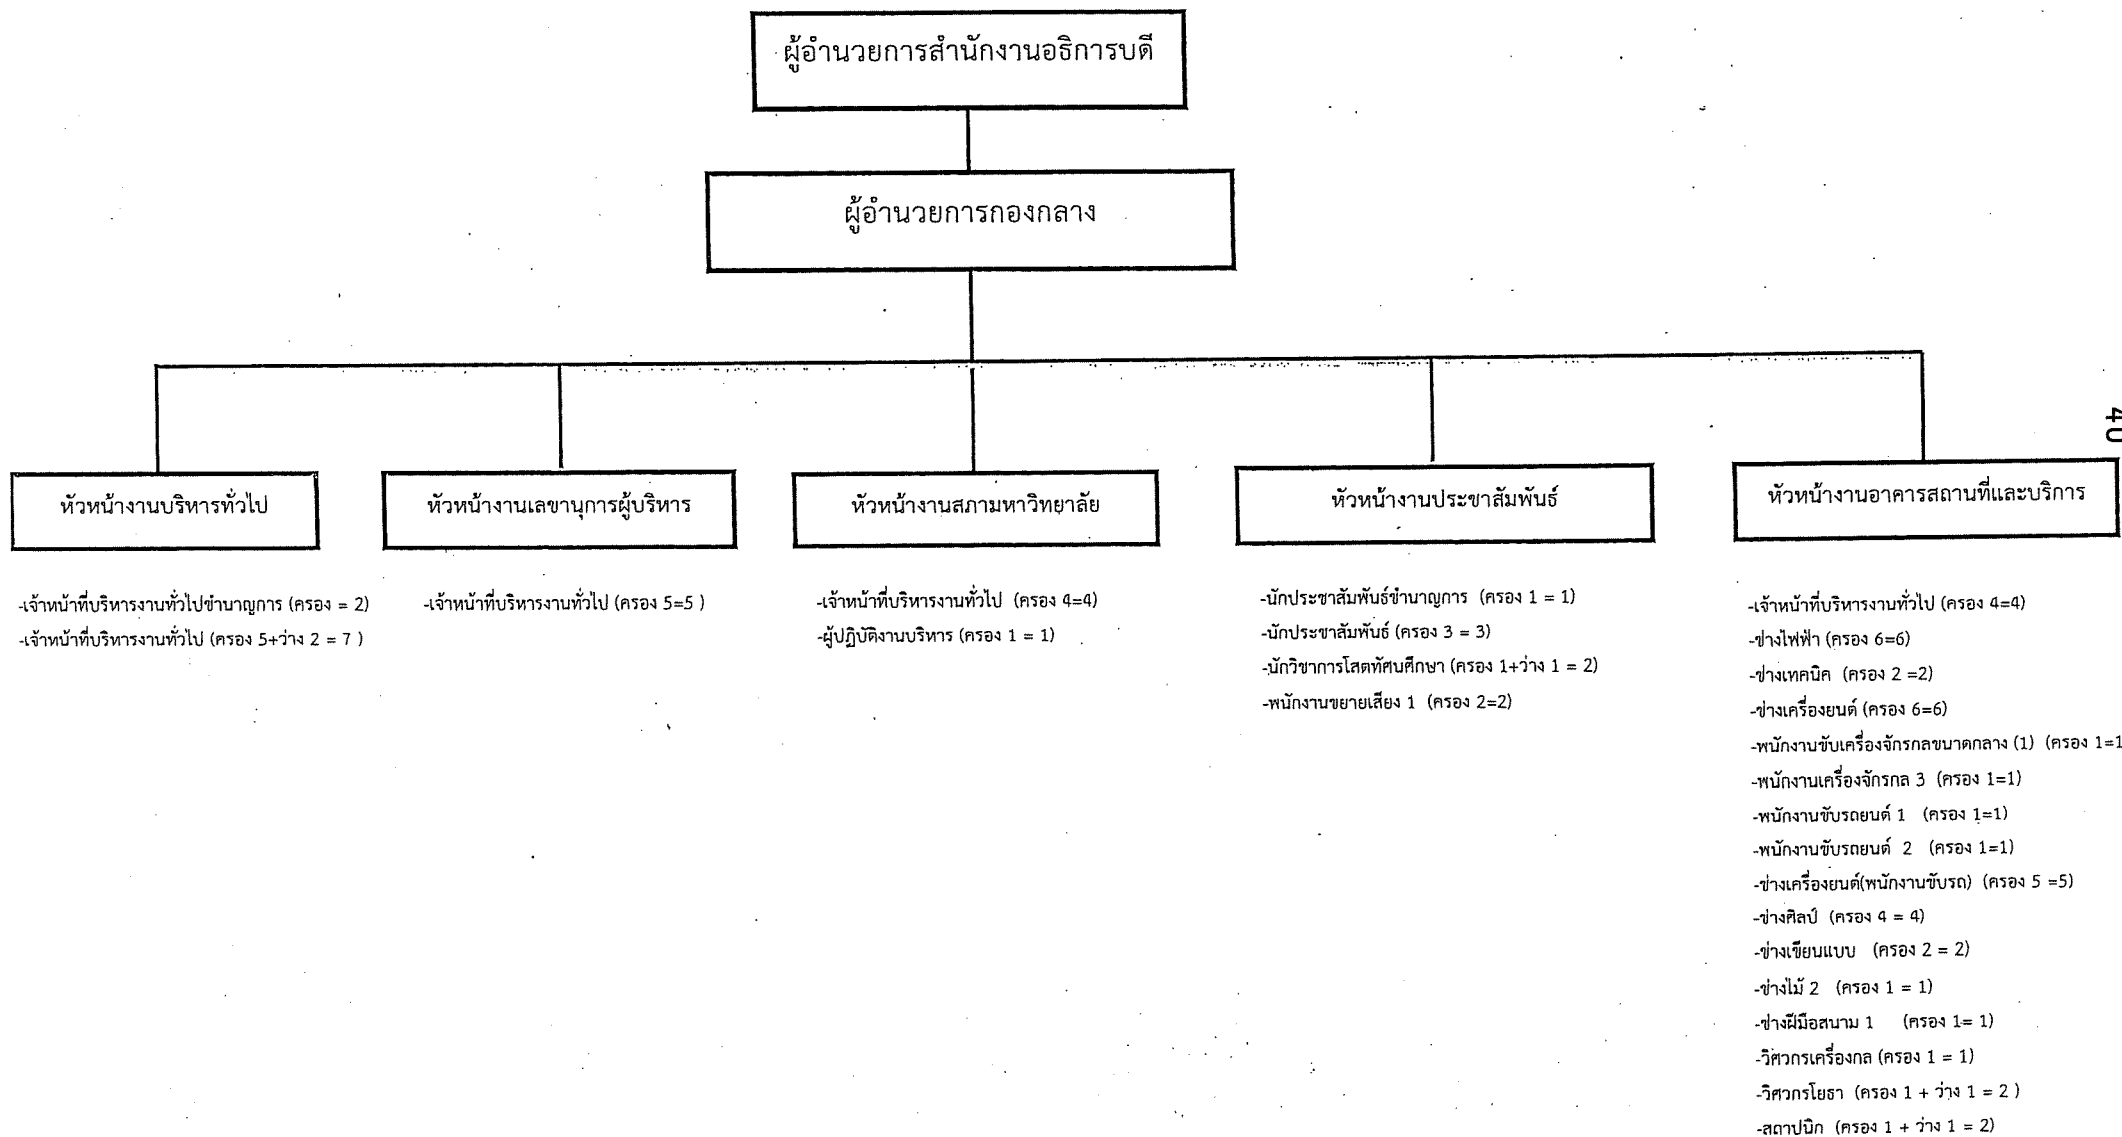 ผู้อำนวยการสำนักงานอธิการบดี
ผู้อำนวยการกองกลาง
40
หัวหน้างานบริหารทั่วไป
-เจ้าหน้าที่บริหารงานทั่วไปชำนาญการ (ครอง = 2)
-เจ้าหน้าที่บริหารงานทั่วไป (ครอง 5+ว่าง 2 = 7 )
หัวหน้างานเลขานุการผู้บริหาร
-เจ้าหน้าที่บริหารงานทั่วไป (ครอง 5=5 )
หัวหน้างานสภามหาวิทยาลัย
-เจ้าหน้าที่บริหารงานทั่วไป (ครอง 4=4)
-ผู้ปฏิบัติงานบริหาร (ครอง 1 = 1)
หัวหน้างานประชาสัมพันธ์
-นักประชาสัมพันธ์ชำนาญการ (ครอง 1 = 1)
-นักประชาสัมพันธ์ (ครอง 3 = 3)
-นักวิชาการโสตทัศนศึกษา (ครอง 1+ว่าง 1 = 2)
-พนักงานขยายเสียง 1 (ครอง 2=2)
หัวหน้างานอาคารสถานที่และบริการ
-เจ้าหน้าที่บริหารงานทั่วไป (ครอง 4=4)
-ช่างไฟฟ้า (ครอง 6=6)
-ช่างเทคนิค (ครอง 2 =2)
-ช่างเครื่องยนต์ (ครอง 6=6)
-พนักงานขับเครื่องจักรกลขนาดกลาง (1) (ครอง 1=1
-พนักงานเครื่องจักรกล 3 (ครอง 1=1)
-พนักงานขับรถยนต์ 1 (ครอง 1=1)
-พนักงานขับรถยนต์ 2 (ครอง 1=1)
-ช่างเครื่องยนต์(พนักงานขับรถ) (ครอง 5 =5)
-ช่างศิลป์ (ครอง 4 = 4)
-ช่างเขียนแบบ (ครอง 2 = 2)
-ช่างไม้ 2 (ครอง 1 = 1)
-ช่างฝีมือสนาม 1 (ครอง 1= 1)
-วิศวกรเครื่องกล (ครอง 1 = 1)
-วิศวกรโยธา (ครอง 1 + ว่าง 1 = 2 )
-สถาปนิก (ครอง 1 + ว่าง 1 = 2)